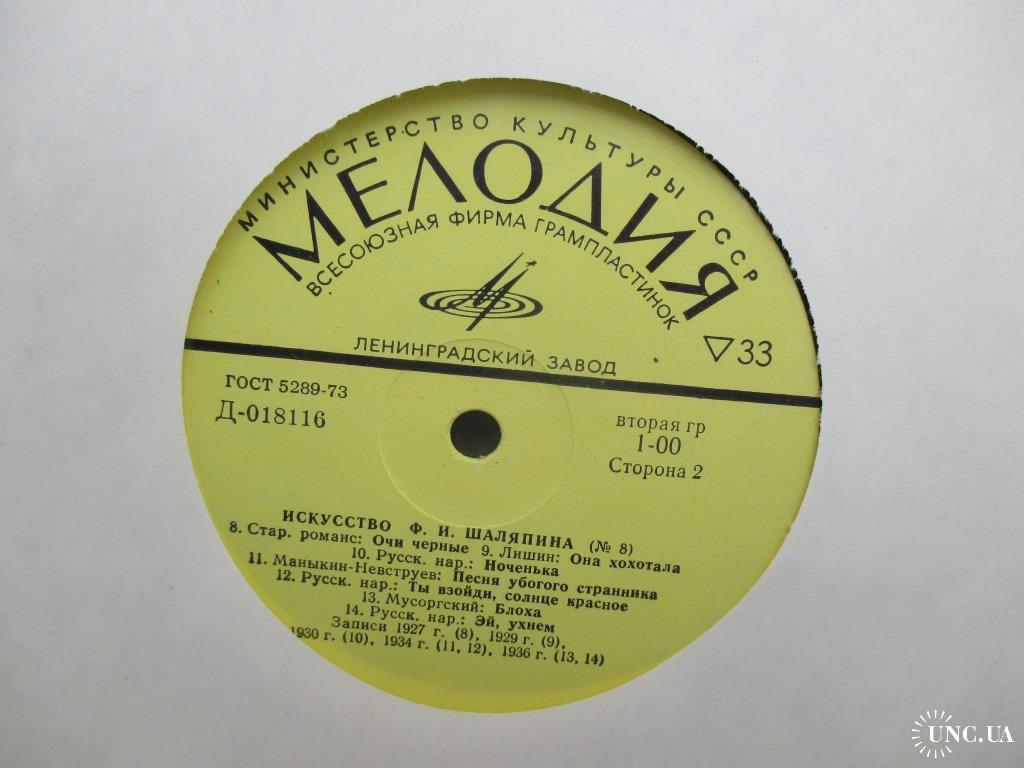 МИНИСТЕРСТВО КУЛЬТУРЫ СССР
МЕЛОДИЯ
ВСЕСОЮЗНАЯ ФИРМА ГРАМПЛАСТИНОК
ЛЕНИНГРАДСКИЙ ЗАВОД
▽33
ГОСТ 5289-73
Д-018116
вторая гр
1-00
Сторона 2
ИСКУССТВО Ф. И. ШАЛЯПИНА (№ 8)
8. Стар. романс: Очи черные 9. Лишин: Она хохотала
10. Русск. нар.: Ноченька
11. Маныкин-Невструев: Песня убогого странника
12. Русск. нар.: Ты взойди, солнце красное
13. Мусоргский: Блоха
14. Русск. нар.: Эй, ухнем
Записи 1927 г. (8), 1929 г. (9),
1930 г. (10), 1934 г. (11, 12), 1936 г. (13, 14)
UNC.UA